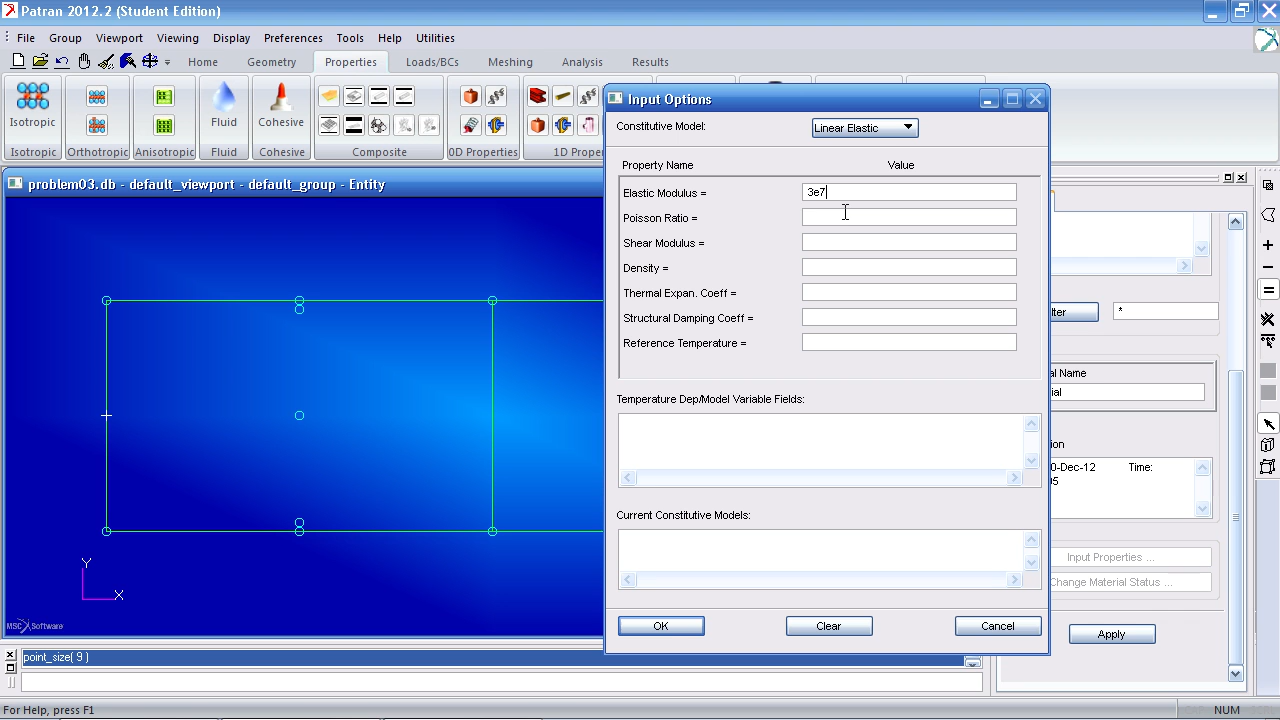 Patran 2012.2 (Student Edition)
File Group Viewport Viewing Display Preferences Tools Help Utilities
Home Geometry Properties Loads/BCs Meshing Analysis Results
Isotropic Fluid Cohesive
Isotropic Orthotropic Anisotropic Fluid Cohesive Composite 0D Properties 1D Proper
problem03.db - default_viewport - default_group - Entity
Y
X
MSC Software
Input Options
Constitutive Model: Linear Elastic
Property Name Value
Elastic Modulus = 3e7
Poisson Ratio =
Shear Modulus =
Density =
Thermal Expan. Coeff =
Structural Damping Coeff =
Reference Temperature =
Temperature Dep/Model Variable Fields:
Current Constitutive Models:
OK Clear Cancel
lter *
al Name
ial
ion
0-Dec-12 Time:
05
Input Properties ...
Change Material Status ...
Apply
point_size( 9 )
For Help, press F1
NUM